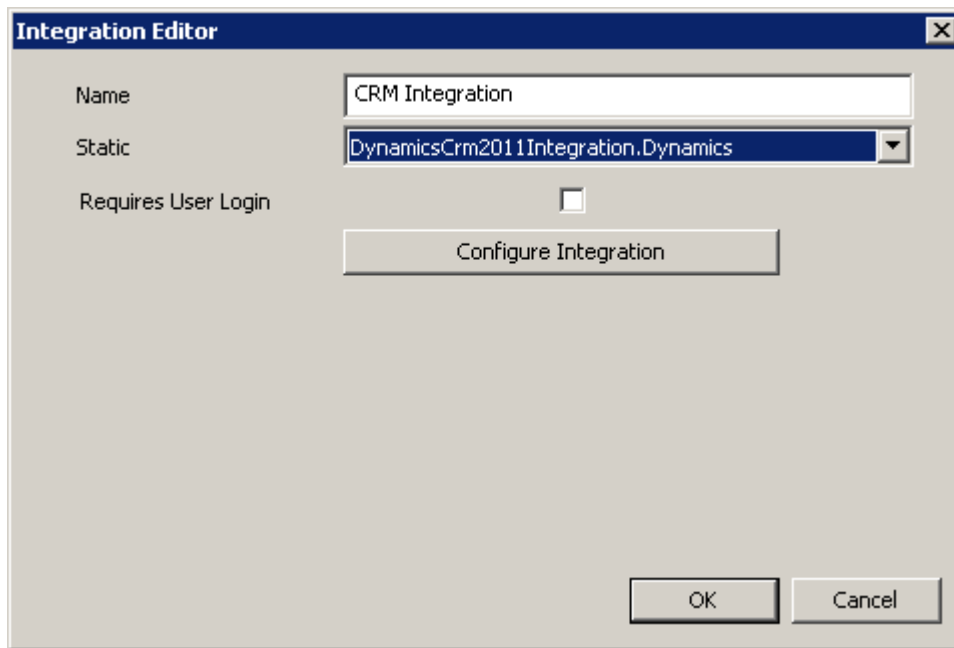 Integration Editor
Name CRM Integration
Static DynamicsCrm2011Integration.Dynamics
Requires User Login
Configure Integration
OK Cancel